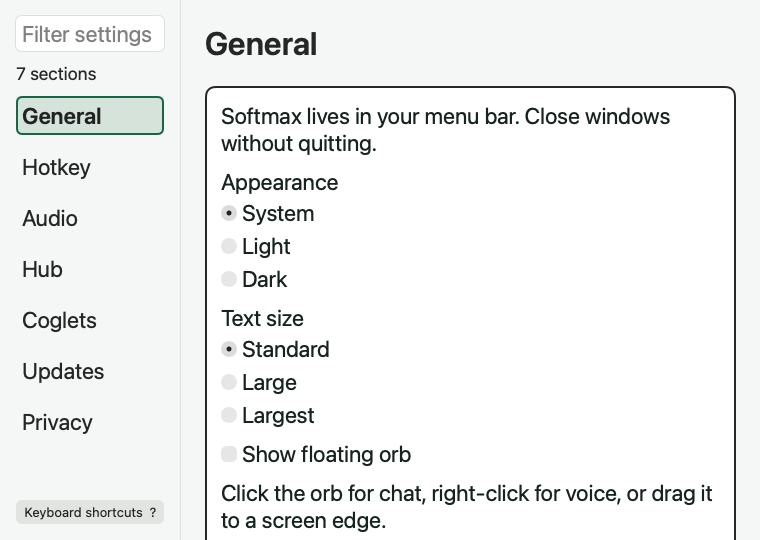 Filter settings
7 sections
General
Hotkey
Audio
Hub
Coglets
Updates
Privacy
Keyboard shortcuts ?
General
Softmax lives in your menu bar. Close windows
without quitting.
Appearance
System
Light
Dark
Text size
Standard
Large
Largest
Show floating orb
Click the orb for chat, right-click for voice, or drag it
to a screen edge.